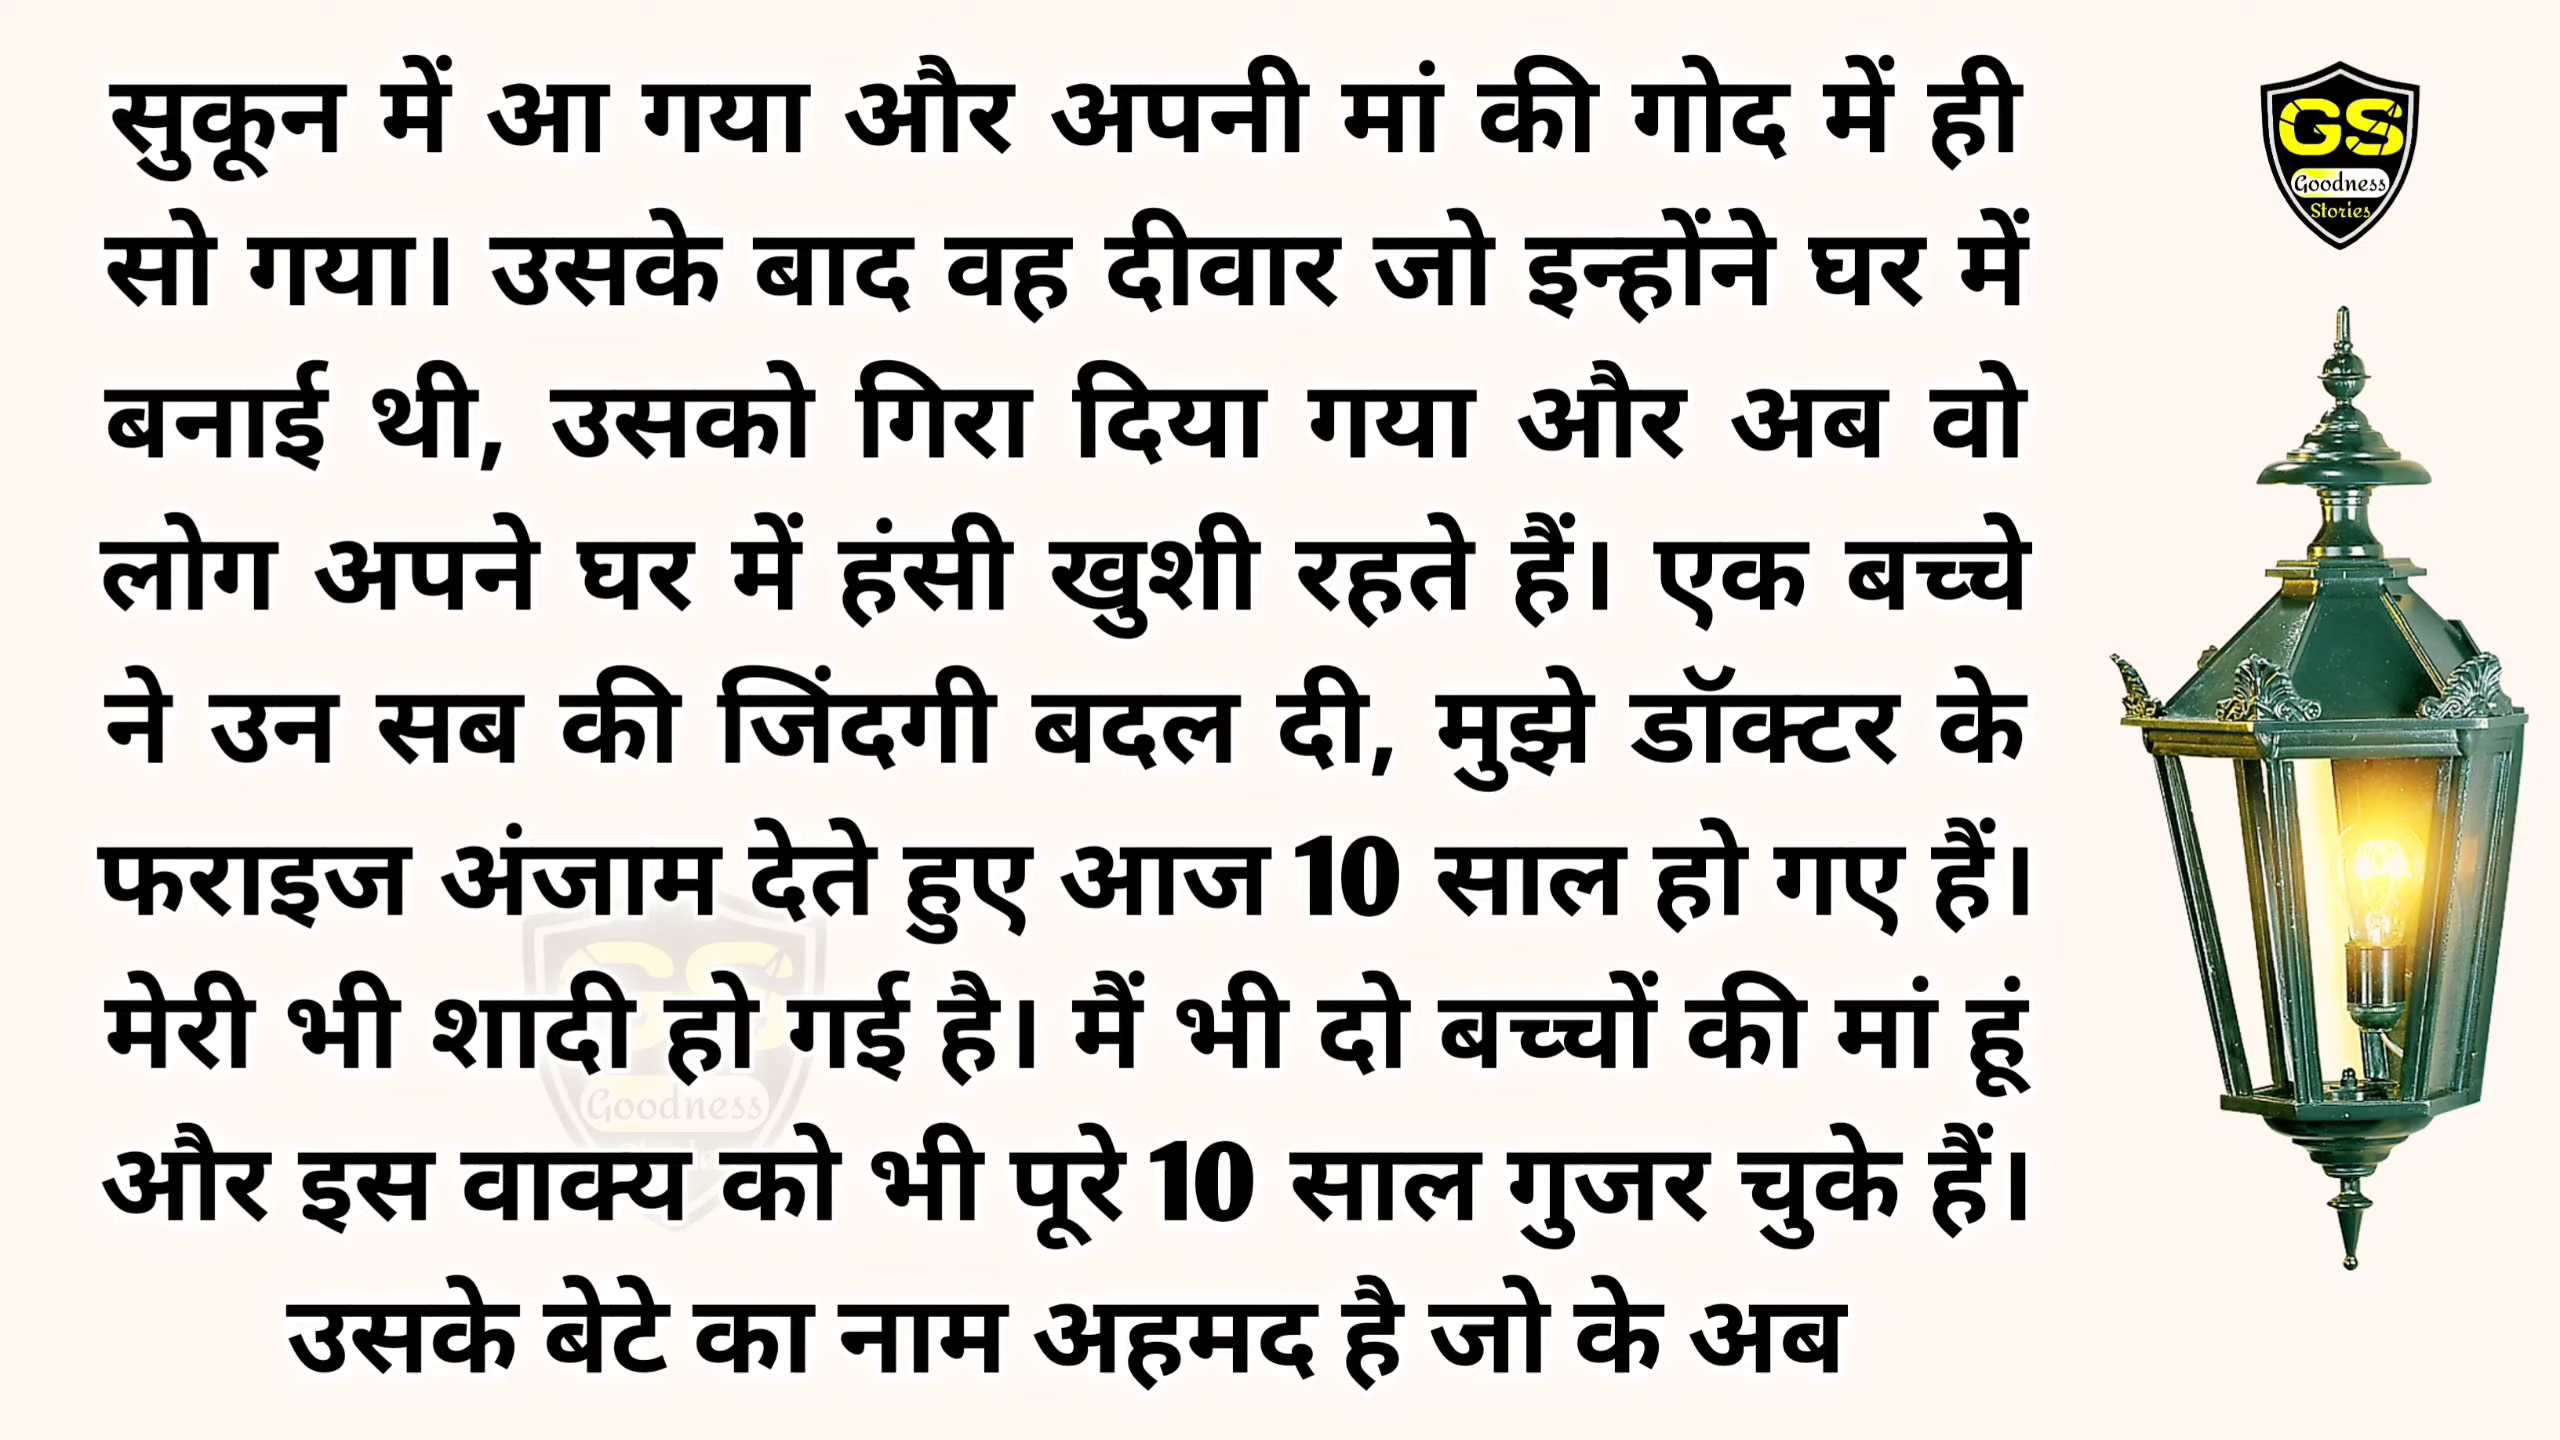 सुकून में आ गया और अपनी मां की गोद में ही
सो गया। उसके बाद वह दीवार जो इन्होंने घर में
बनाई थी, उसको गिरा दिया गया और अब वो
लोग अपने घर में हंसी खुशी रहते हैं। एक बच्चे
ने उन सब की जिंदगी बदल दी, मुझे डॉक्टर के
फराइज अंजाम देते हुए आज 10 साल हो गए हैं।
मेरी भी शादी हो गई है। मैं भी दो बच्चों की मां हूं
और इस वाक्य को भी पूरे 10 साल गुजर चुके हैं।
उसके बेटे का नाम अहमद है जो के अब
GS
Goodness
Stories
GS
Goodness